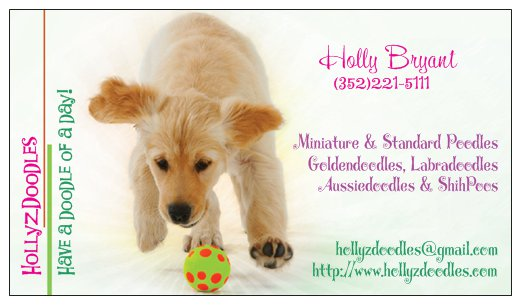 HollyZDoodles
Have a Doodle of a Day!
Holly Bryant
(352)221-5111
Miniature & Standard Poodles
Goldendoodles, Labradoodles
Aussiedoodles & ShihPoos
hollyzdoodles@gmail.com
http://www.hollyzdoodles.com